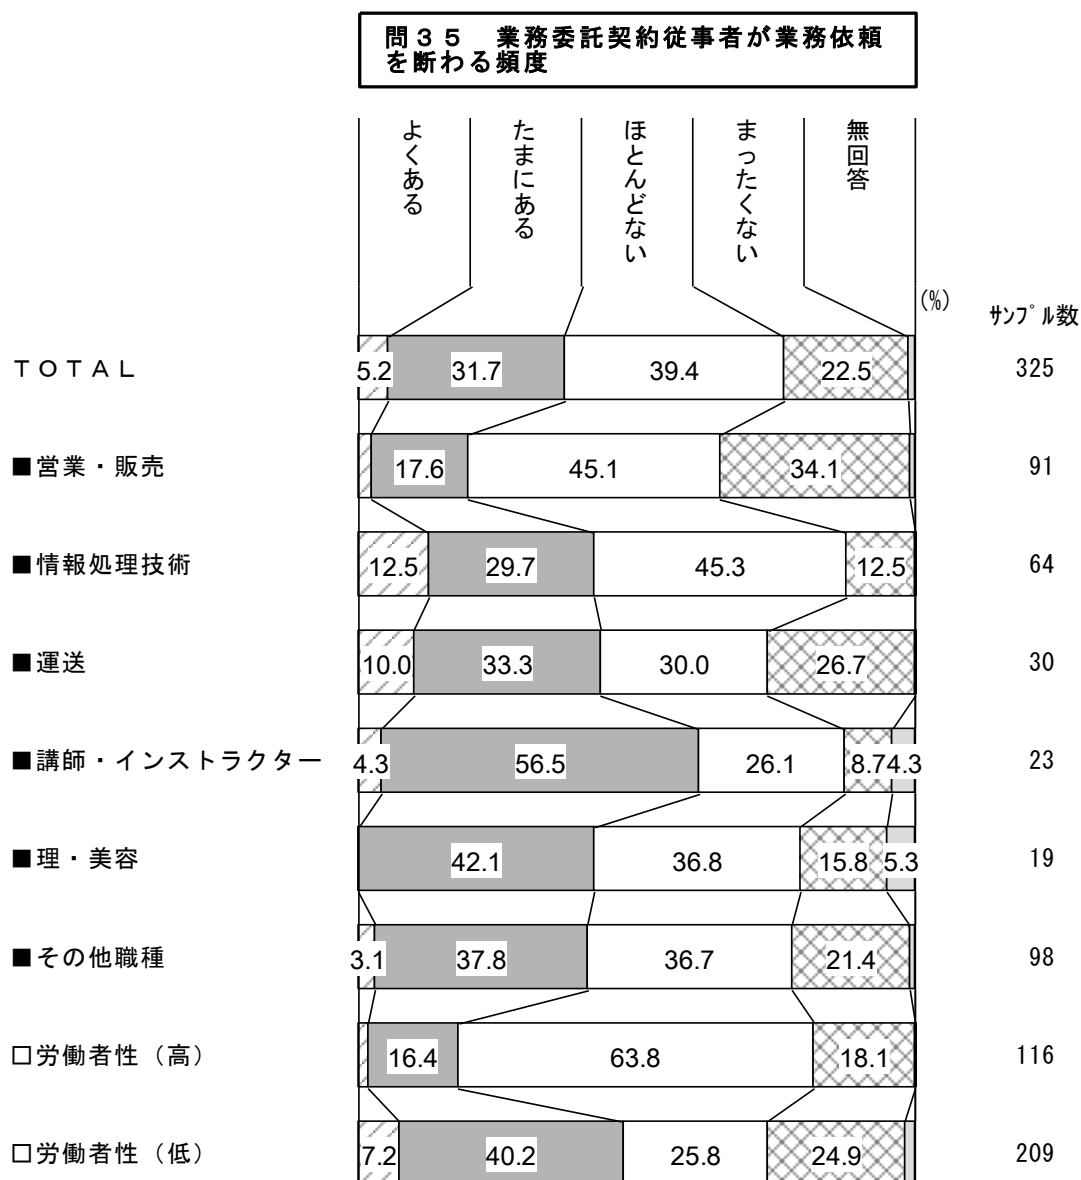 問３５　業務委託契約従事者が業務依頼
を断わる頻度
よくある
たまにある
ほとんどない
まったくない
無回答
(%)
ｻﾝﾌﾟﾙ数
ＴＯＴＡＬ 5.2 31.7 39.4 22.5 325
■営業・販売 17.6 45.1 34.1 91
■情報処理技術 12.5 29.7 45.3 12.5 64
■運送 10.0 33.3 30.0 26.7 30
■講師・インストラクター 4.3 56.5 26.1 8.7 4.3 23
■理・美容 42.1 36.8 15.8 5.3 19
■その他職種 3.1 37.8 36.7 21.4 98
□労働者性（高） 16.4 63.8 18.1 116
□労働者性（低） 7.2 40.2 25.8 24.9 209